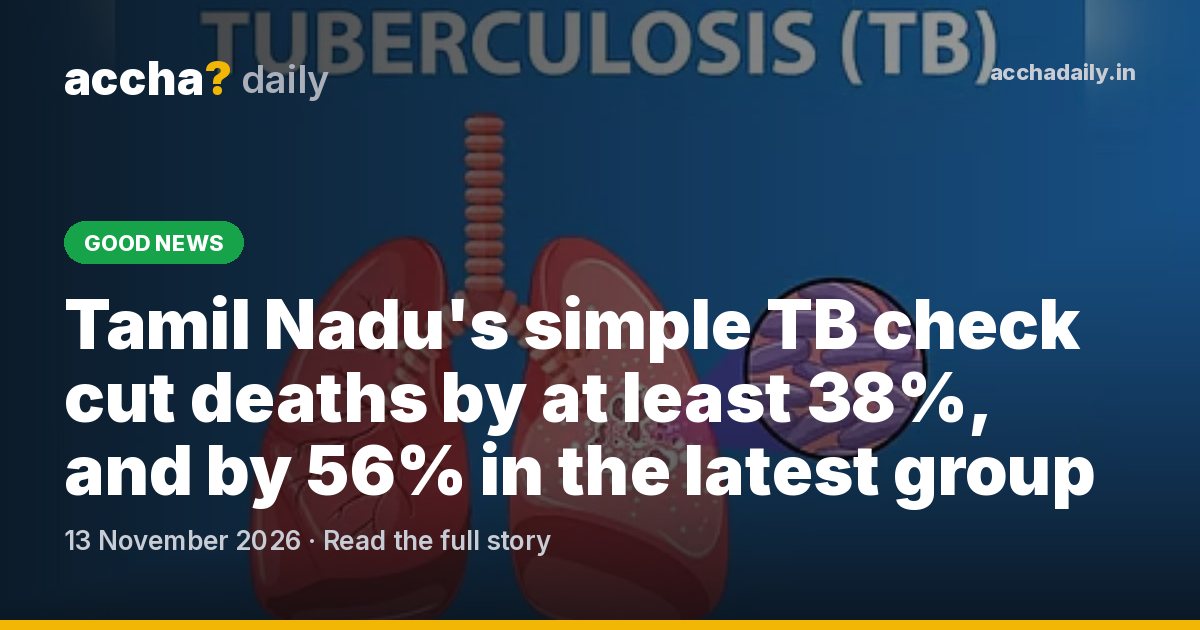 TUBERCULOSIS (TB)
accha? daily
acchadaily.in
GOOD NEWS
Tamil Nadu's simple TB check
cut deaths by at least 38%,
and by 56% in the latest group
13 November 2026 · Read the full story